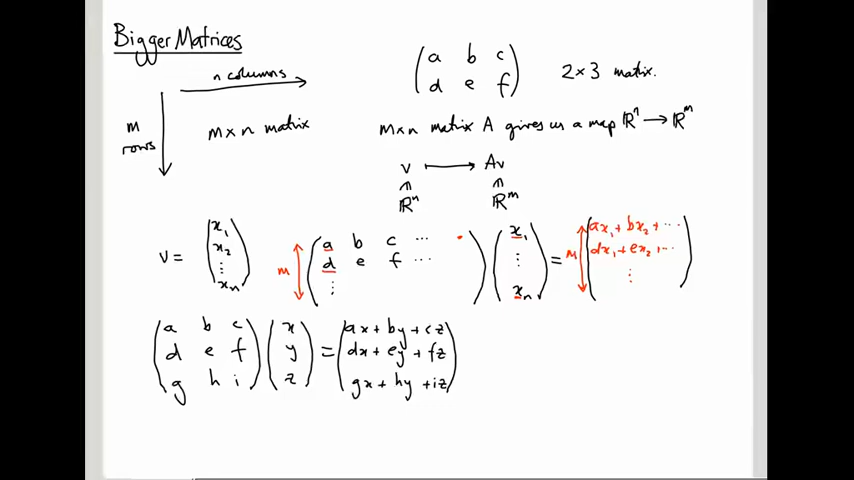 Bigger Matrices
n columns
m rows
m×n matrix
(a b c
d e f) 2×3 matrix.
m×n matrix A gives us a map ℝⁿ → ℝᵐ
v ⟼ Av
∈ ∈
ℝⁿ ℝᵐ
v = (x₁
x₂
⋮
xₙ)
m (a b c ⋯
d e f ⋯
⋮) (x₁
⋮
xₙ) = m (ax₁ + bx₂ + ⋯
dx₁ + ex₂ + ⋯
⋮)
(a b c
d e f
g h i) (x
y
z) = (ax + by + cz
dx + ey + fz
gx + hy + iz)